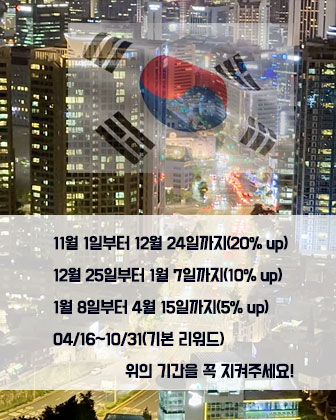 11월 1일부터 12월 24일까지(20% up)
12월 25일부터 1월 7일까지(10% up)
1월 8일부터 4월 15일까지(5% up)
04/16~10/31(기본 리워드)
위의 기간을 꼭 지켜주세요!